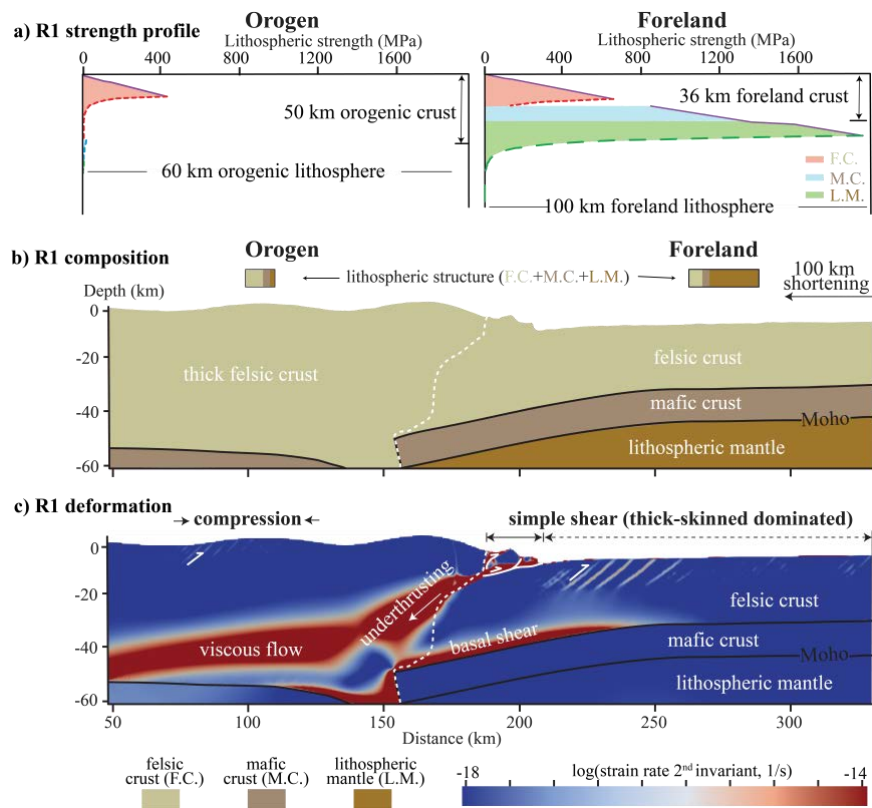 Orogen
Foreland
a) R1 strength profile
Lithospheric strength (MPa)
Lithospheric strength (MPa)
0 400 1200 1600
0 400 1200 1600
50 km orogenic crust
36 km foreland crust
60 km orogenic lithosphere
F.C.
M.C.
L.M.
100 km foreland lithosphere
Orogen
Foreland
b) R1 composition
lithospheric structure (F.C.+M.C.+L.M.)
100 km
shortening
Depth (km)
0
-20
-40
-60
thick felsic crust
felsic crust
mafic crust
Moho
lithospheric mantle
c) R1 deformation
compression
simple shear (thick-skinned dominated)
0
-20
-40
-60
underthrusting
viscous flow
basal shear
felsic crust
mafic crust
Moho
lithospheric mantle
50 100 150 200 250 300
Distance (km)
felsic
crust (F.C.)
mafic
crust (M.C.)
lithospheric
mantle (L.M.)
-18 log(strain rate 2nd invariant, 1/s) -14